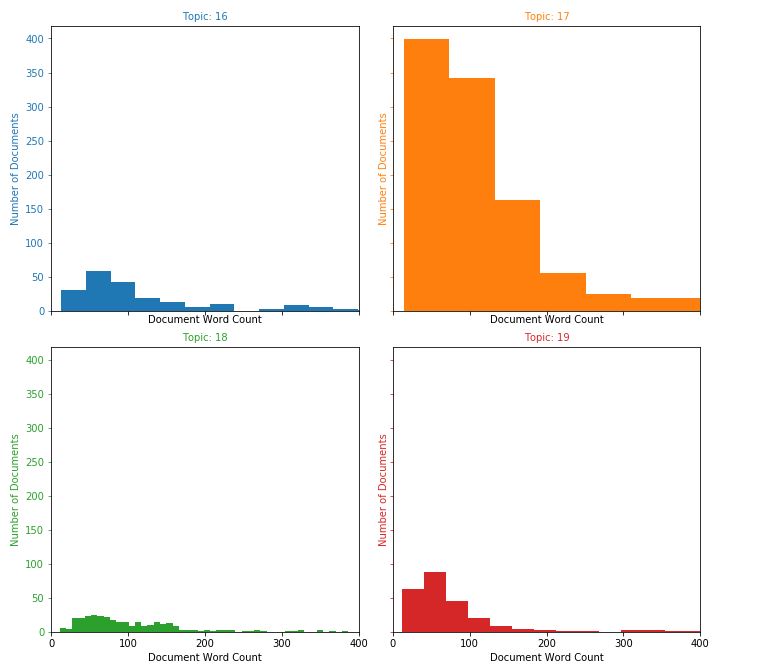 Topic: 16
Topic: 17
400
350
300
250
200
150
100
50
0
Number of Documents
Number of Documents
Document Word Count
Document Word Count
Topic: 18
Topic: 19
400
350
300
250
200
150
100
50
0
Number of Documents
Number of Documents
0 100 200 300 400
0 100 200 300 400
Document Word Count
Document Word Count